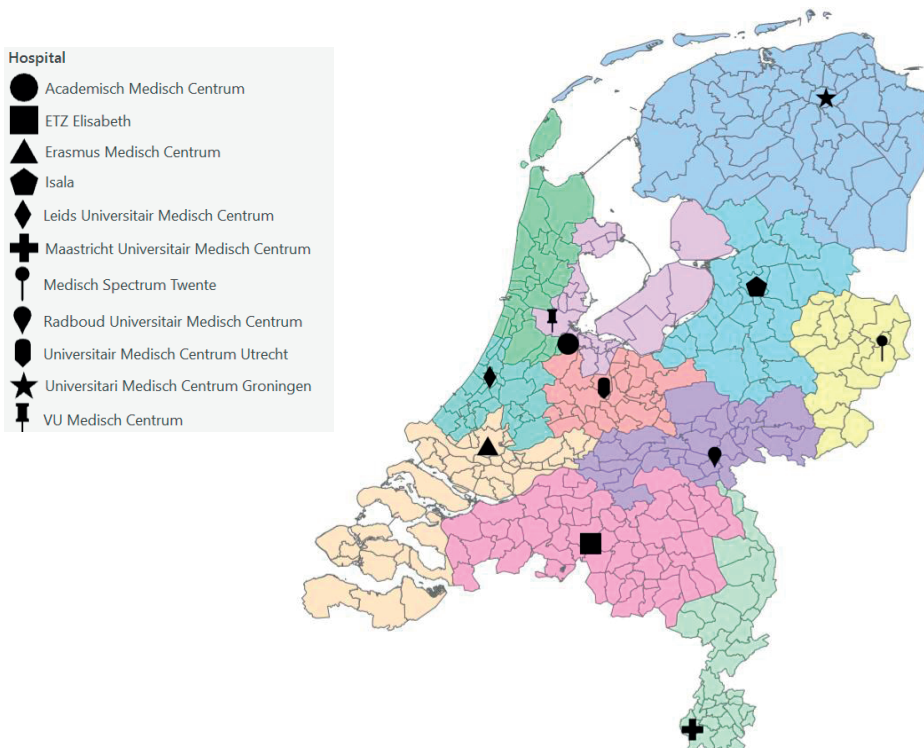 Hospital
Academisch Medisch Centrum
ETZ Elisabeth
Erasmus Medisch Centrum
Isala
Leids Universitair Medisch Centrum
Maastricht Universitair Medisch Centrum
Medisch Spectrum Twente
Radboud Universitair Medisch Centrum
Universitair Medisch Centrum Utrecht
Universitari Medisch Centrum Groningen
VU Medisch Centrum